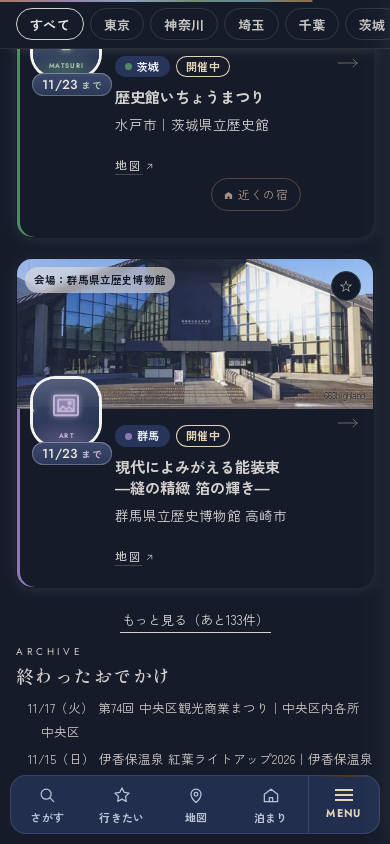 すべて
東京
神奈川
埼玉
千葉
茨城
MATSURI
11/23 まで
茨城
開催中
歴史館いちょうまつり
水戸市｜茨城県立歴史館
地図
近くの宿
会場：群馬県立歴史博物館
663highland
ART
11/23 まで
群馬
開催中
現代によみがえる能装束
―縫の精緻 箔の輝き―
群馬県立歴史博物館 高崎市
地図
もっと見る（あと133件）
ARCHIVE
終わったおでかけ
11/17（火） 第74回 中央区観光商業まつり｜中央区内各所
中央区
11/15（日） 伊香保温泉 紅葉ライトアップ2026｜伊香保温泉
さがす
行きたい
地図
泊まり
MENU